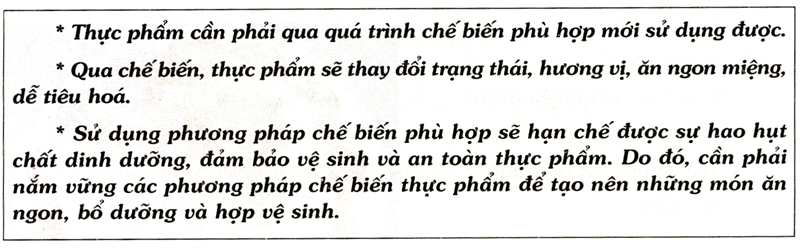 * Thực phẩm cần phải qua quá trình chế biến phù hợp mới sử dụng được.
* Qua chế biến, thực phẩm sẽ thay đổi trạng thái, hương vị, ăn ngon miệng,
dễ tiêu hoá.
* Sử dụng phương pháp chế biến phù hợp sẽ hạn chế được sự hao hụt
chất dinh dưỡng, đảm bảo vệ sinh và an toàn thực phẩm. Do đó, cần phải
nắm vững các phương pháp chế biến thực phẩm để tạo nên những món ăn
ngon, bổ dưỡng và hợp vệ sinh.